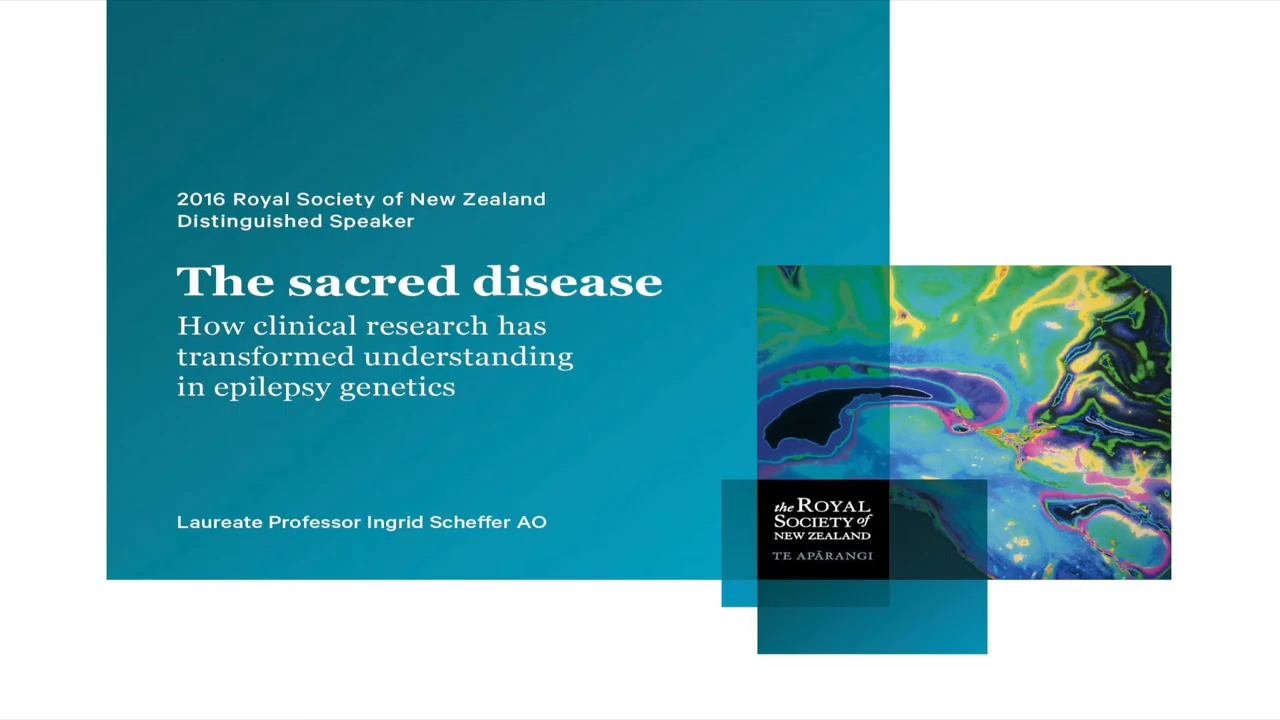 2016 Royal Society of New Zealand
Distinguished Speaker
The sacred disease
How clinical research has
transformed understanding
in epilepsy genetics
Laureate Professor Ingrid Scheffer AO
the ROYAL
SOCIETY of
NEW ZEALAND
TE APĀRANGI